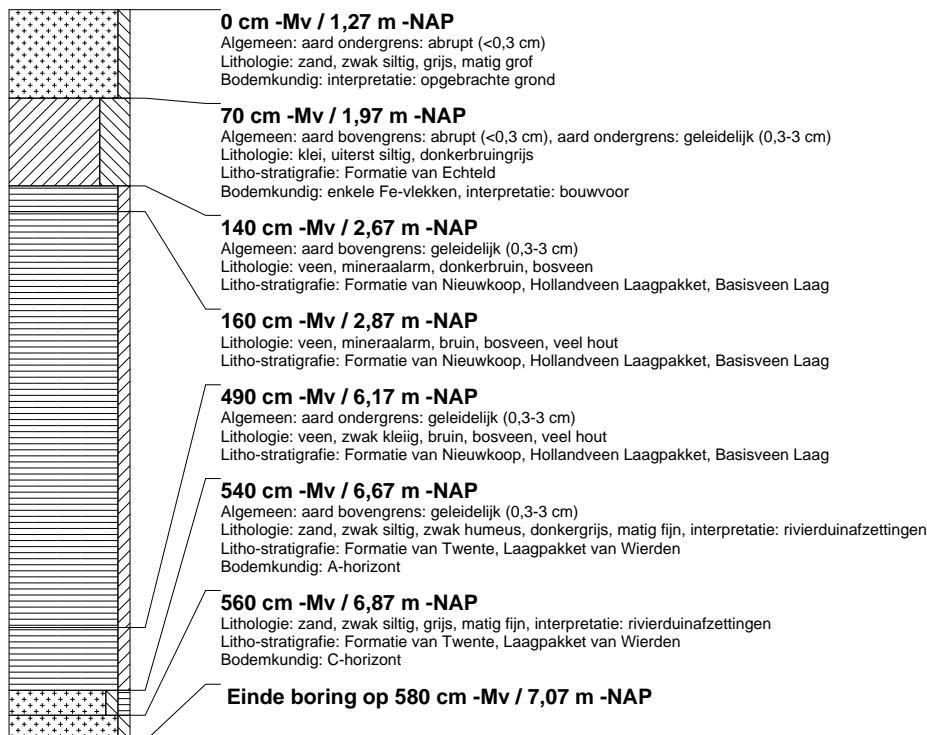 0 cm -Mv / 1,27 m -NAP
Algemeen: aard ondergrens: abrupt (<0,3 cm)
Lithologie: zand, zwak siltig, grijs, matig grof
Bodemkundig: interpretatie: opgebrachte grond
70 cm -Mv / 1,97 m -NAP
Algemeen: aard bovengrens: abrupt (<0,3 cm), aard ondergrens: geleidelijk (0,3-3 cm)
Lithologie: klei, uiterst siltig, donkerbruingrijs
Litho-stratigrafie: Formatie van Echteld
Bodemkundig: enkele Fe-vlekken, interpretatie: bouwvoor
140 cm -Mv / 2,67 m -NAP
Algemeen: aard bovengrens: geleidelijk (0,3-3 cm)
Lithologie: veen, mineraalarm, donkerbruin, bosveen
Litho-stratigrafie: Formatie van Nieuwkoop, Hollandveen Laagpakket, Basisveen Laag
160 cm -Mv / 2,87 m -NAP
Lithologie: veen, mineraalarm, bruin, bosveen, veel hout
Litho-stratigrafie: Formatie van Nieuwkoop, Hollandveen Laagpakket, Basisveen Laag
490 cm -Mv / 6,17 m -NAP
Algemeen: aard ondergrens: geleidelijk (0,3-3 cm)
Lithologie: veen, zwak kleiig, bruin, bosveen, veel hout
Litho-stratigrafie: Formatie van Nieuwkoop, Hollandveen Laagpakket, Basisveen Laag
540 cm -Mv / 6,67 m -NAP
Algemeen: aard bovengrens: geleidelijk (0,3-3 cm)
Lithologie: zand, zwak siltig, zwak humeus, donkergrijs, matig fijn, interpretatie: rivierduinafzettingen
Litho-stratigrafie: Formatie van Twente, Laagpakket van Wierden
Bodemkundig: A-horizont
560 cm -Mv / 6,87 m -NAP
Lithologie: zand, zwak siltig, grijs, matig fijn, interpretatie: rivierduinafzettingen
Litho-stratigrafie: Formatie van Twente, Laagpakket van Wierden
Bodemkundig: C-horizont
Einde boring op 580 cm -Mv / 7,07 m -NAP